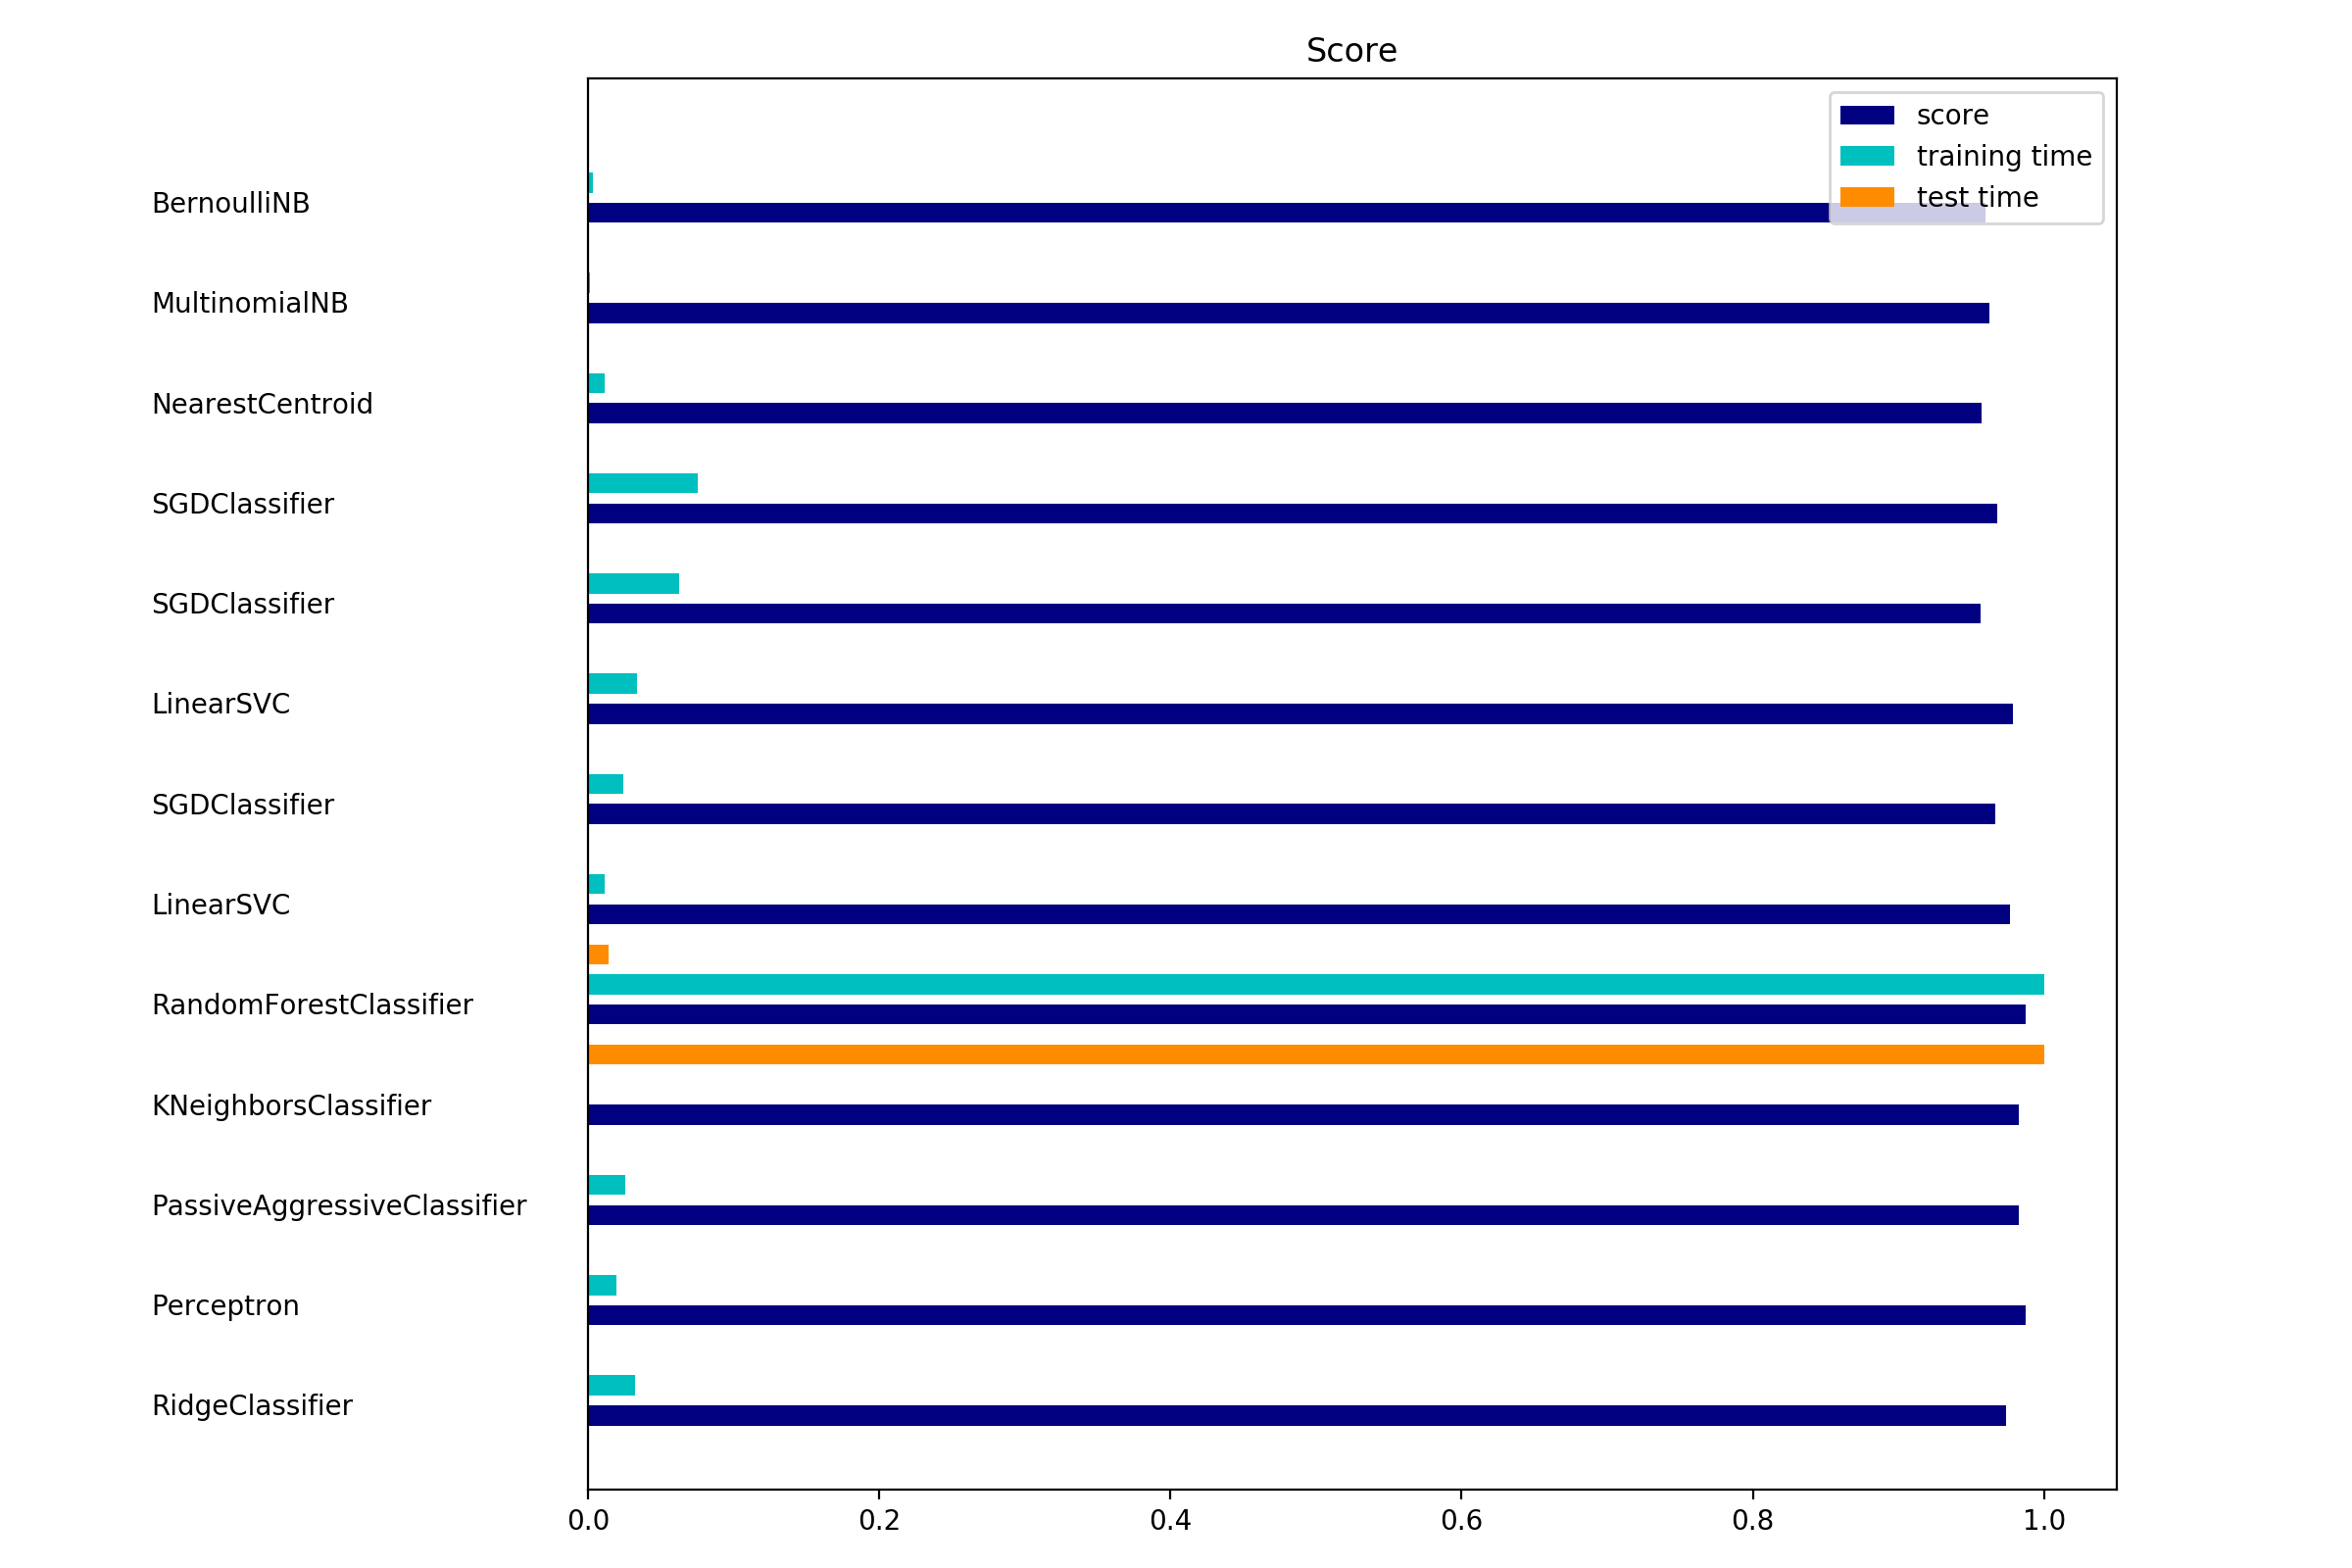 Score
score
training time
test time
BernoulliNB
MultinomialNB
NearestCentroid
SGDClassifier
SGDClassifier
LinearSVC
SGDClassifier
LinearSVC
RandomForestClassifier
KNeighborsClassifier
PassiveAggressiveClassifier
Perceptron
RidgeClassifier
0.0 0.2 0.4 0.6 0.8 1.0